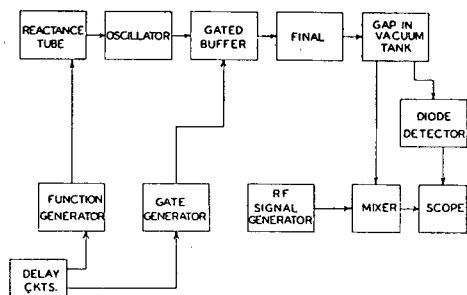 REACTANCE
TUBE
OSCILLATOR
GATED
BUFFER
FINAL
GAP IN
VACUUM
TANK
DIODE
DETECTOR
FUNCTION
GENERATOR
GATE
GENERATOR
RF
SIGNAL
GENERATOR
MIXER
SCOPE
DELAY
CKTS.